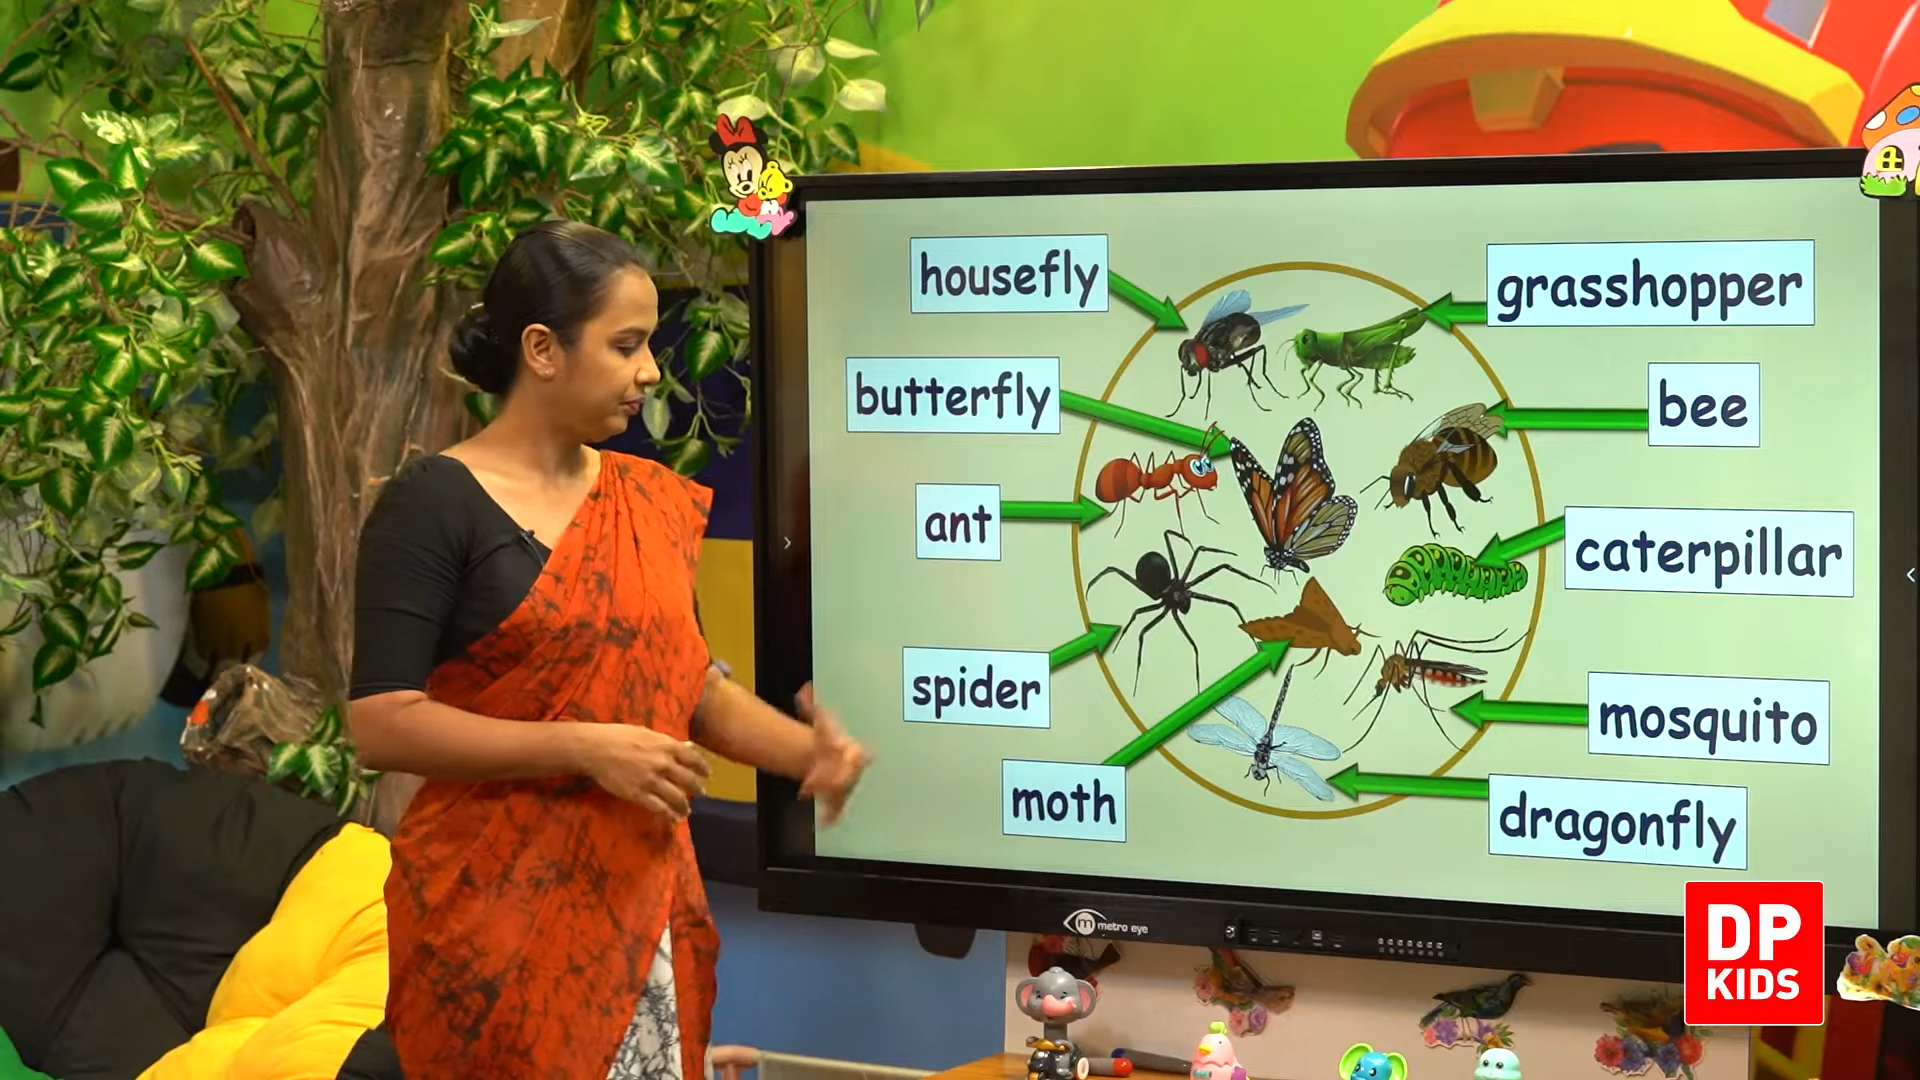 housefly
grasshopper
butterfly
bee
ant
caterpillar
spider
mosquito
moth
dragonfly
m metro eye
DP
KIDS